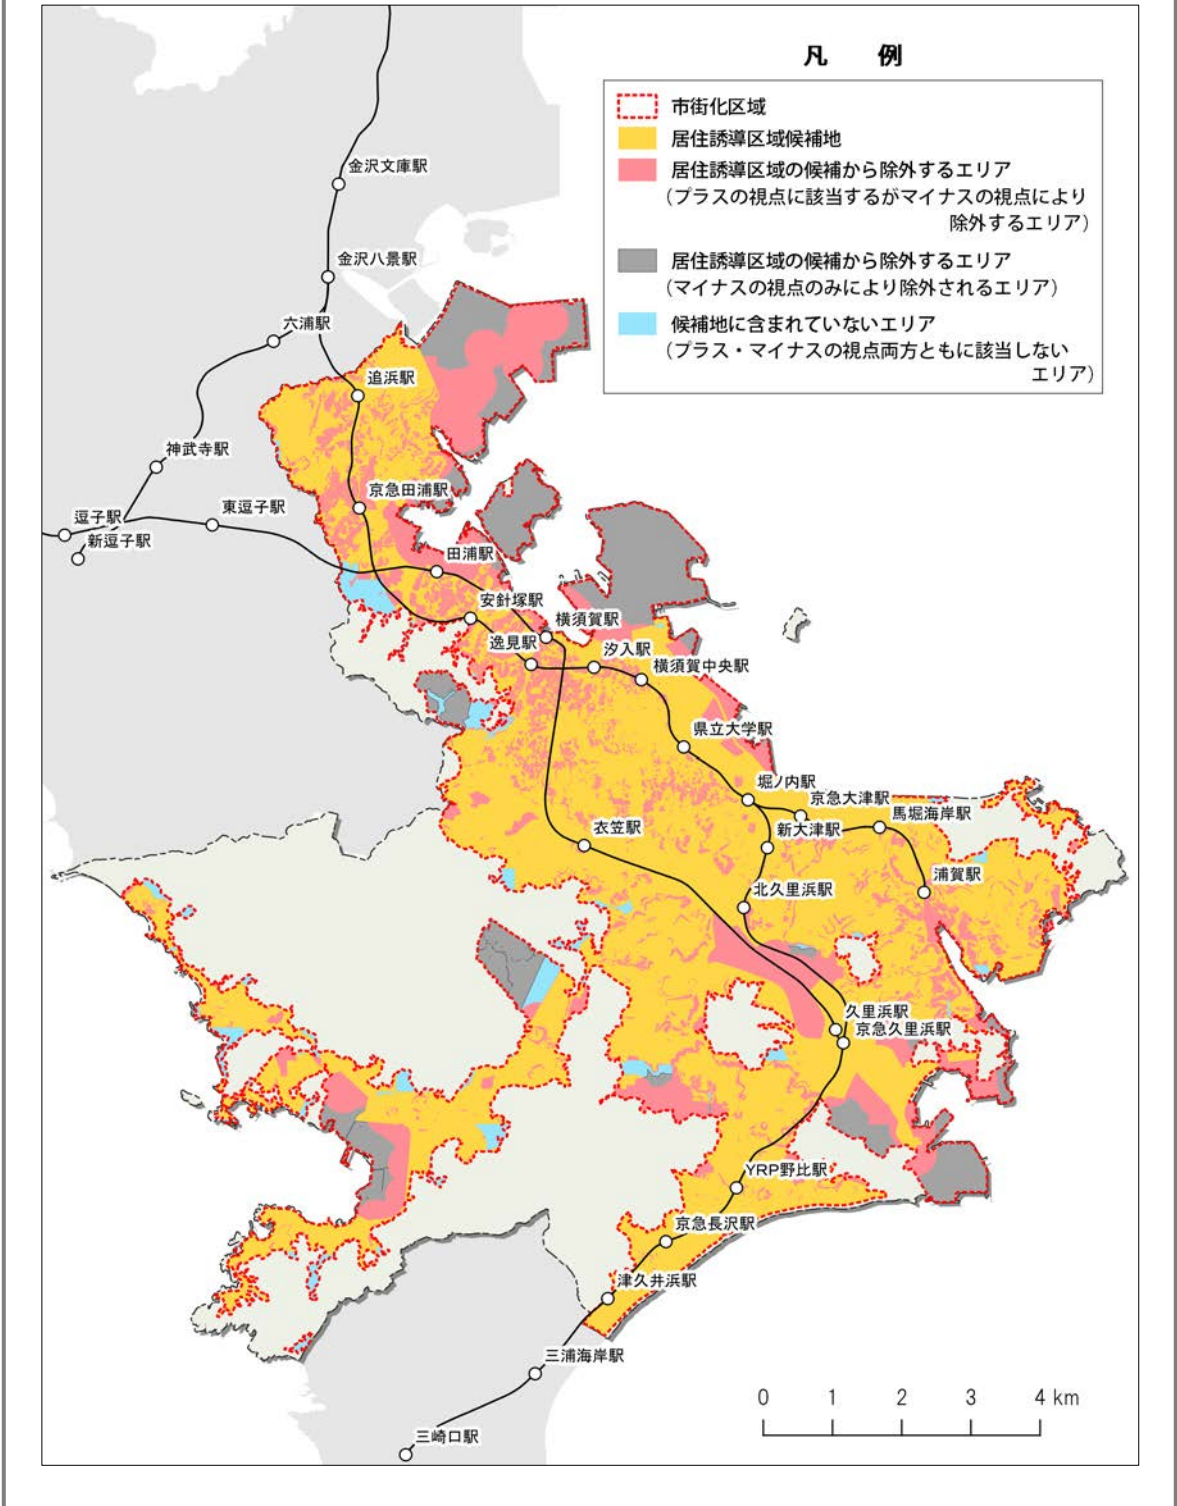 凡 例
市街化区域
居住誘導区域候補地
居住誘導区域の候補から除外するエリア
（プラスの視点に該当するがマイナスの視点により
除外するエリア）
居住誘導区域の候補から除外するエリア
（マイナスの視点のみにより除外されるエリア）
候補地に含まれていないエリア
（プラス・マイナスの視点両方ともに該当しない
エリア）
金沢文庫駅
金沢八景駅
六浦駅
追浜駅
神武寺駅
京急田浦駅
東逗子駅
逗子駅
新逗子駅
田浦駅
安針塚駅
横須賀駅
逸見駅
汐入駅
横須賀中央駅
県立大学駅
堀ノ内駅
京急大津駅
馬堀海岸駅
新大津駅
衣笠駅
浦賀駅
北久里浜駅
久里浜駅
京急久里浜駅
YRP野比駅
京急長沢駅
津久井浜駅
三浦海岸駅
三崎口駅
0 1 2 3 4 km